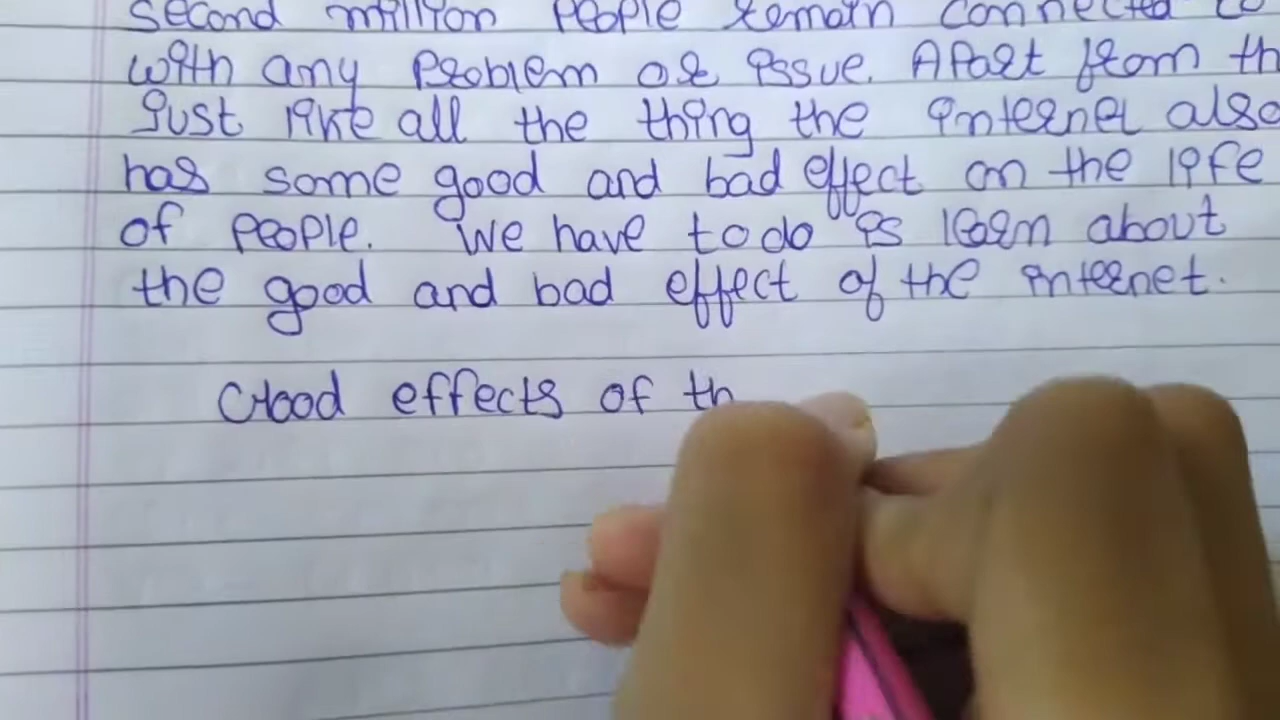 second million people remain connected to
with any problem or issue. Apart from th
Just like all the thing the internet also
has some good and bad effect on the life
of people. We have to do is learn about
the good and bad effect of the internet.
Good effects of th